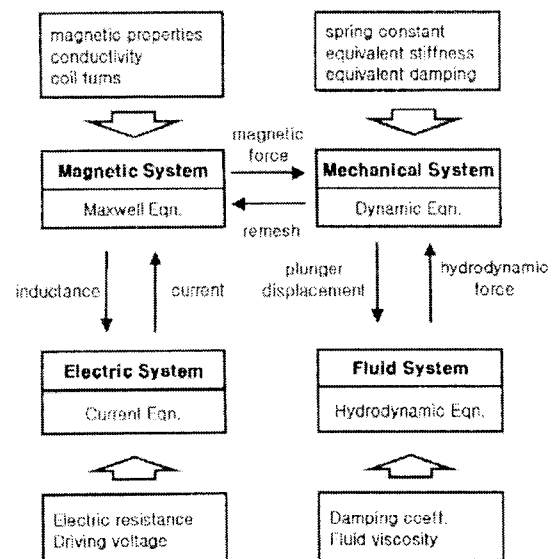 magnetic properties
conductivity
coil turns
spring constant
equivalent stiffness
equivalent damping
magnetic
force
Magnetic System
Maxwell Eqn.
Mechanical System
Dynamic Eqn.
remesh
inductance
current
plunger
displacement
hydrodynamic
force
Electric System
Current Eqn.
Fluid System
Hydrodynamic Eqn.
Electric resistance
Driving voltage
Damping coeff.
Fluid viscosity